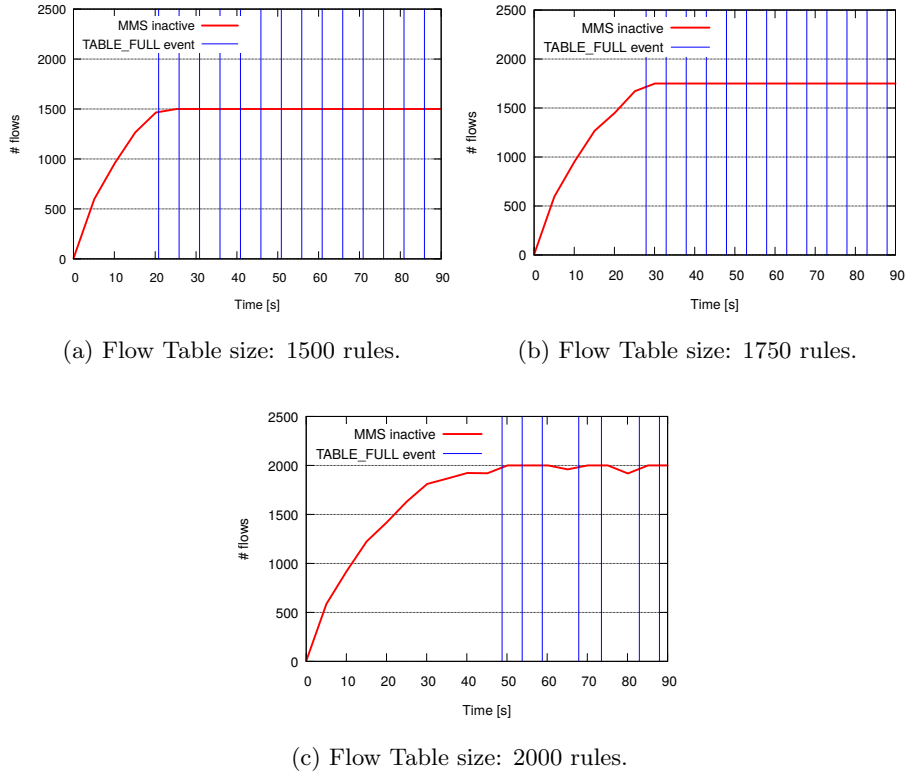 2500
2000
1500
1000
500
0
# flows
MMS inactive
TABLE_FULL event
0 10 20 30 40 50 60 70 80 90
Time [s]
(a) Flow Table size: 1500 rules.
2500
2000
1500
1000
500
0
# flows
MMS inactive
TABLE_FULL event
0 10 20 30 40 50 60 70 80 90
Time [s]
(b) Flow Table size: 1750 rules.
2500
2000
1500
1000
500
0
# flows
MMS inactive
TABLE_FULL event
0 10 20 30 40 50 60 70 80 90
Time [s]
(c) Flow Table size: 2000 rules.